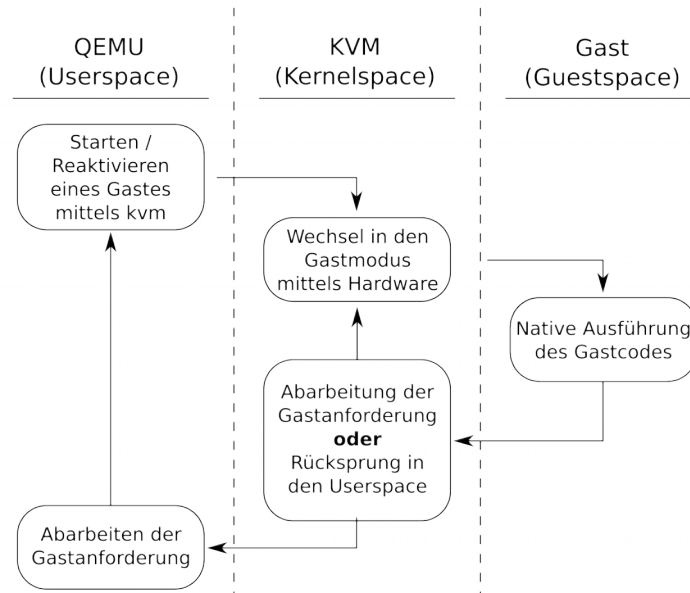 QEMU
(Userspace)
KVM
(Kernelspace)
Gast
(Guestspace)
Starten /
Reaktivieren
eines Gastes
mittels kvm
Wechsel in den
Gastmodus
mittels Hardware
Native Ausführung
des Gastcodes
Abarbeitung der
Gastanforderung
oder
Rücksprung in
den Userspace
Abarbeiten der
Gastanforderung